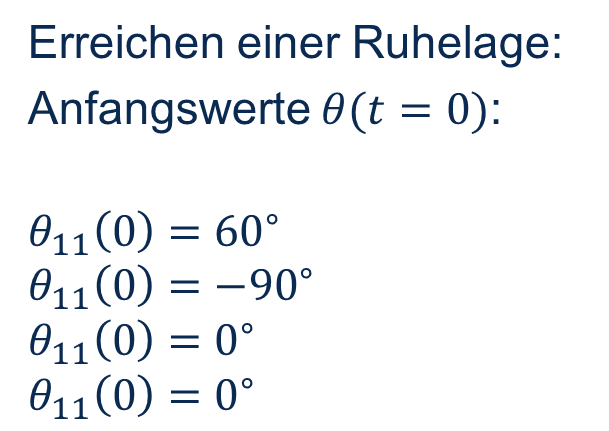 Erreichen einer Ruhelage:
Anfangswerte θ(t = 0):
θ₁₁(0) = 60°
θ₁₁(0) = −90°
θ₁₁(0) = 0°
θ₁₁(0) = 0°